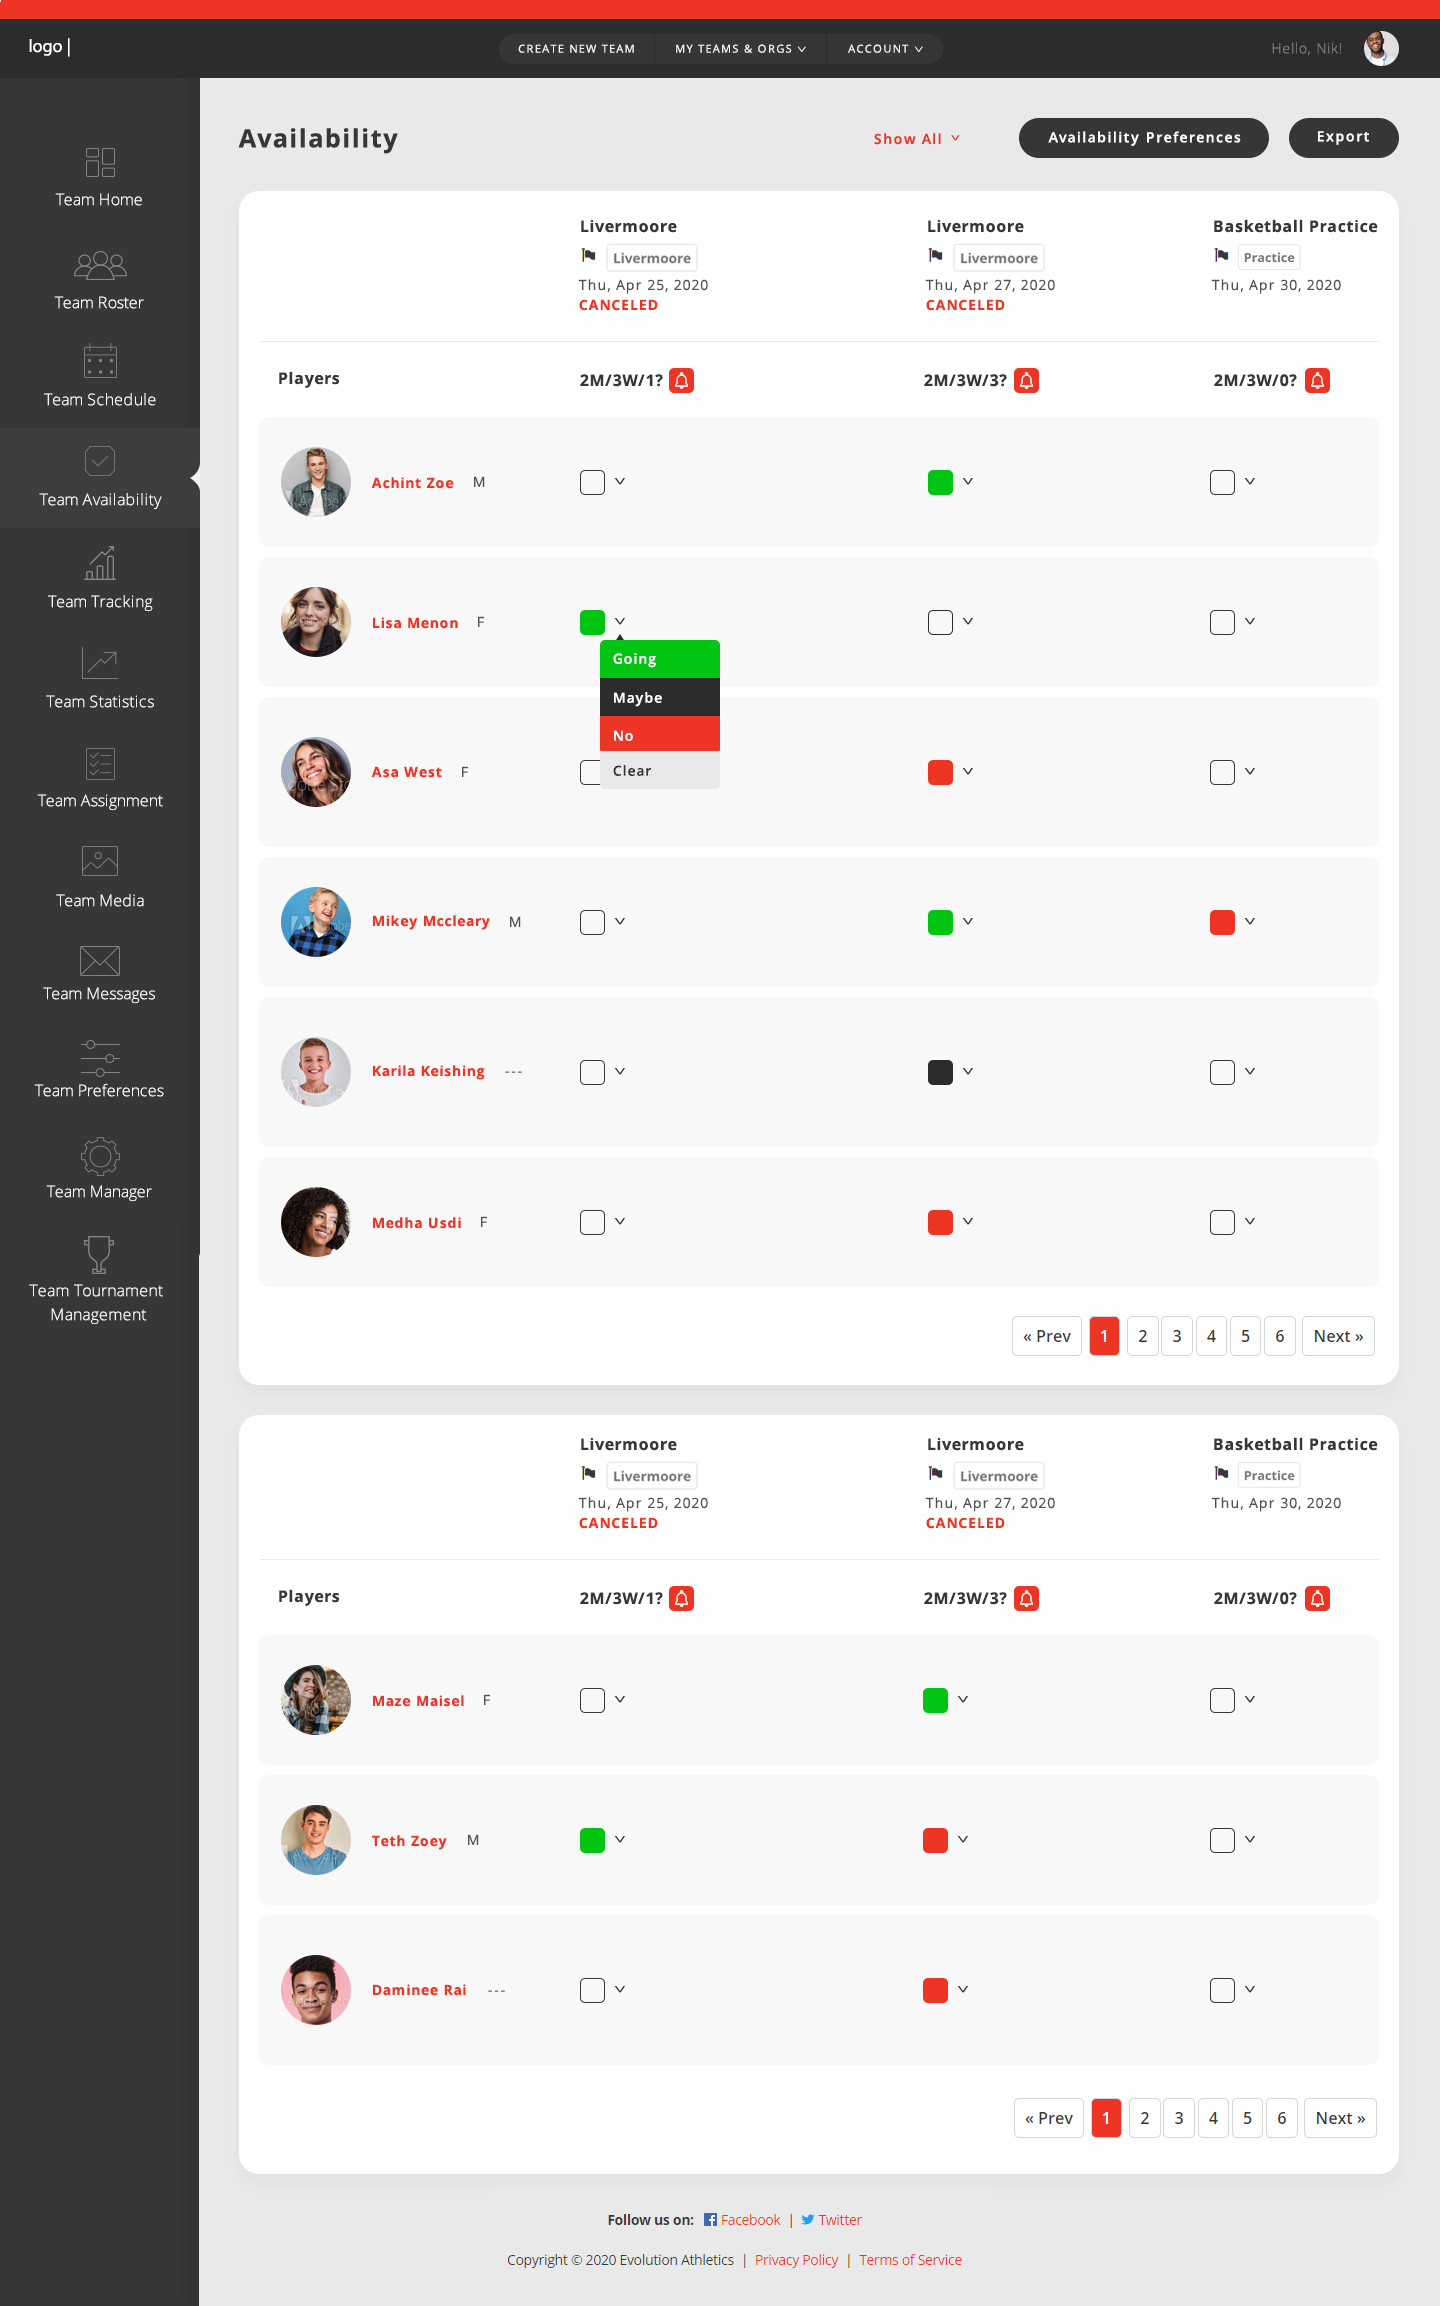 logo |
CREATE NEW TEAM
MY TEAMS & ORGS
ACCOUNT
Hello, Nik!
Team Home
Team Roster
Team Schedule
Team Availability
Team Tracking
Team Statistics
Team Assignment
Team Media
Team Messages
Team Preferences
Team Manager
Team Tournament
Management
Availability
Show All
Availability Preferences
Export
Livermoore
Livermoore
Thu, Apr 25, 2020
CANCELED
Livermoore
Livermoore
Thu, Apr 27, 2020
CANCELED
Basketball Practice
Practice
Thu, Apr 30, 2020
Players
2M/3W/1?
2M/3W/3?
2M/3W/0?
Achint Zoe M
Lisa Menon F
Going
Maybe
No
Clear
Asa West F
Mikey Mccleary M
Karila Keishing ---
Medha Usdi F
« Prev 1 2 3 4 5 6 Next »
Livermoore
Livermoore
Thu, Apr 25, 2020
CANCELED
Livermoore
Livermoore
Thu, Apr 27, 2020
CANCELED
Basketball Practice
Practice
Thu, Apr 30, 2020
Players
2M/3W/1?
2M/3W/3?
2M/3W/0?
Maze Maisel F
Teth Zoey M
Daminee Rai ---
« Prev 1 2 3 4 5 6 Next »
Follow us on: Facebook | Twitter
Copyright © 2020 Evolution Athletics | Privacy Policy | Terms of Service